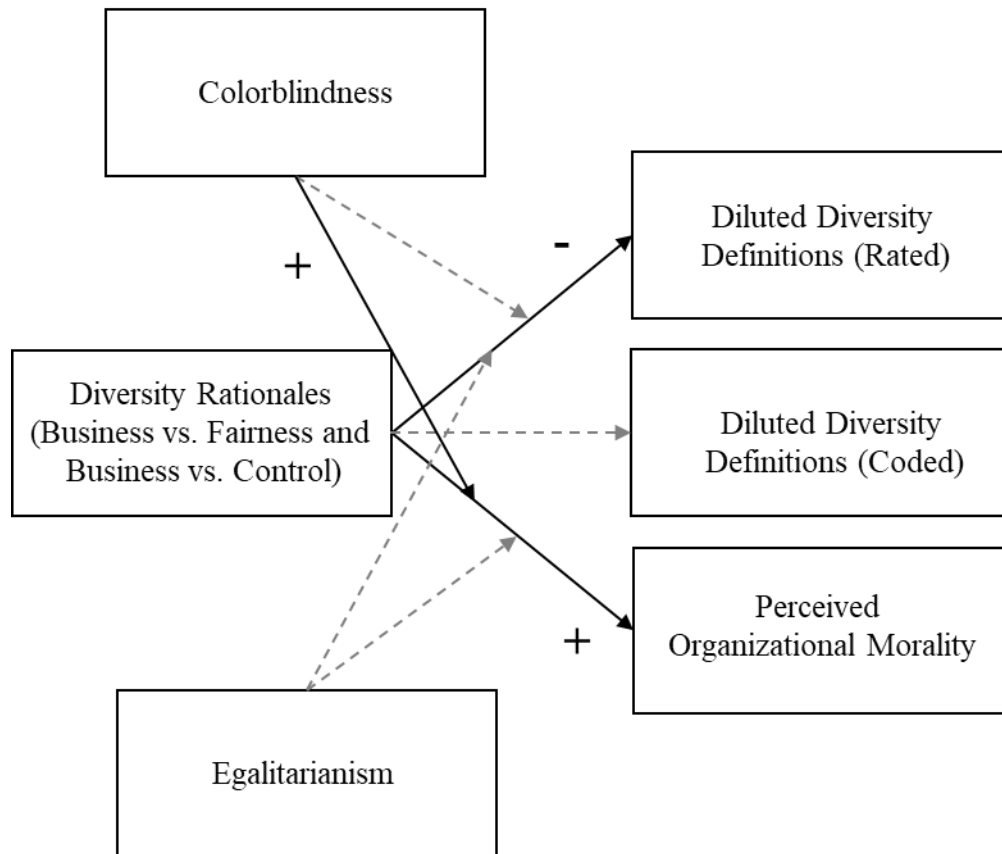 Colorblindness
+
-
Diluted Diversity
Definitions (Rated)
Diversity Rationales
(Business vs. Fairness and
Business vs. Control)
Diluted Diversity
Definitions (Coded)
Perceived
Organizational Morality
+
Egalitarianism